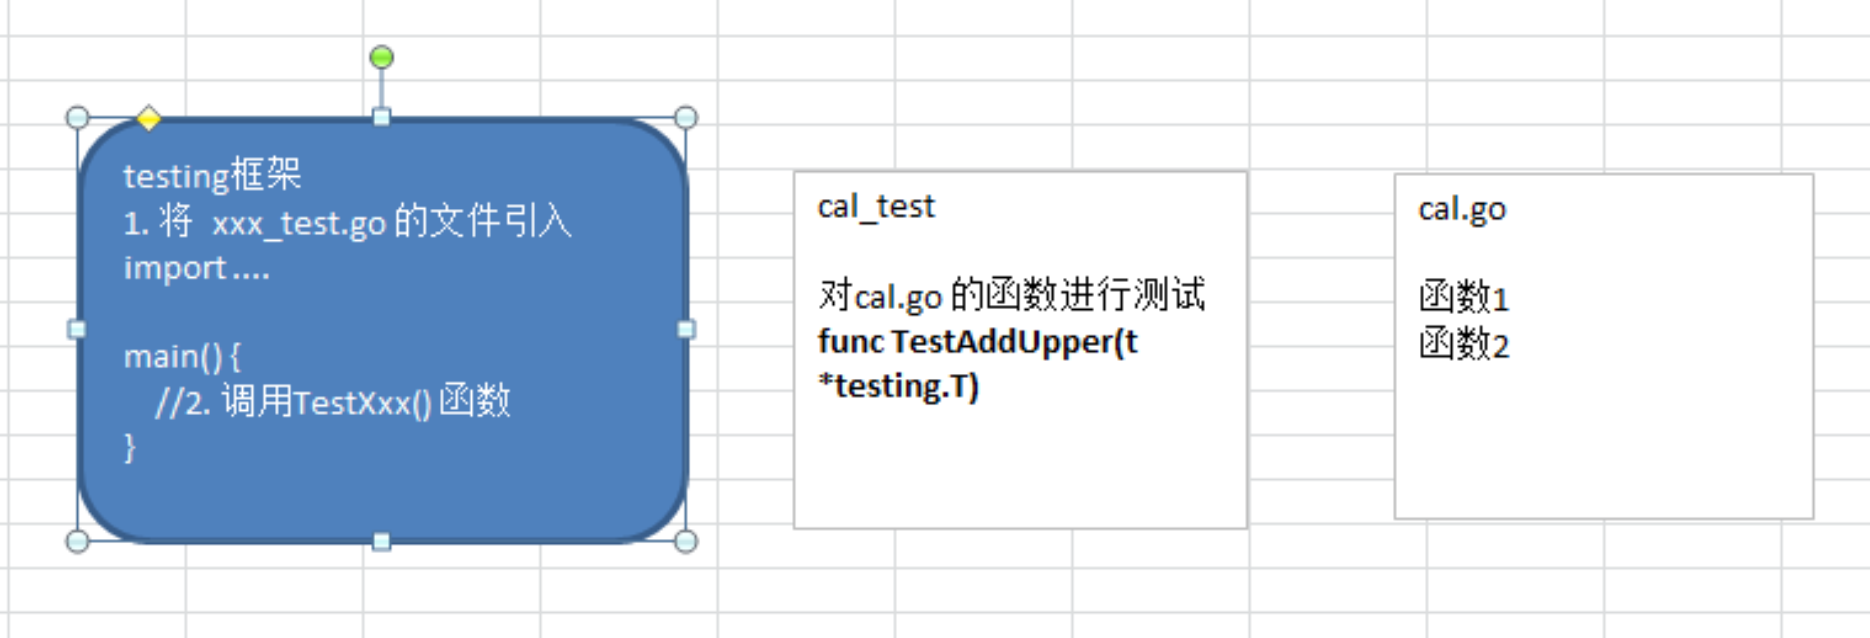 testing框架
1. 将 xxx_test.go 的文件引入
import ....
main() {
//2. 调用TestXxx() 函数
}
cal_test
对cal.go 的函数进行测试
func TestAddUpper(t
*testing.T)
cal.go
函数1
函数2